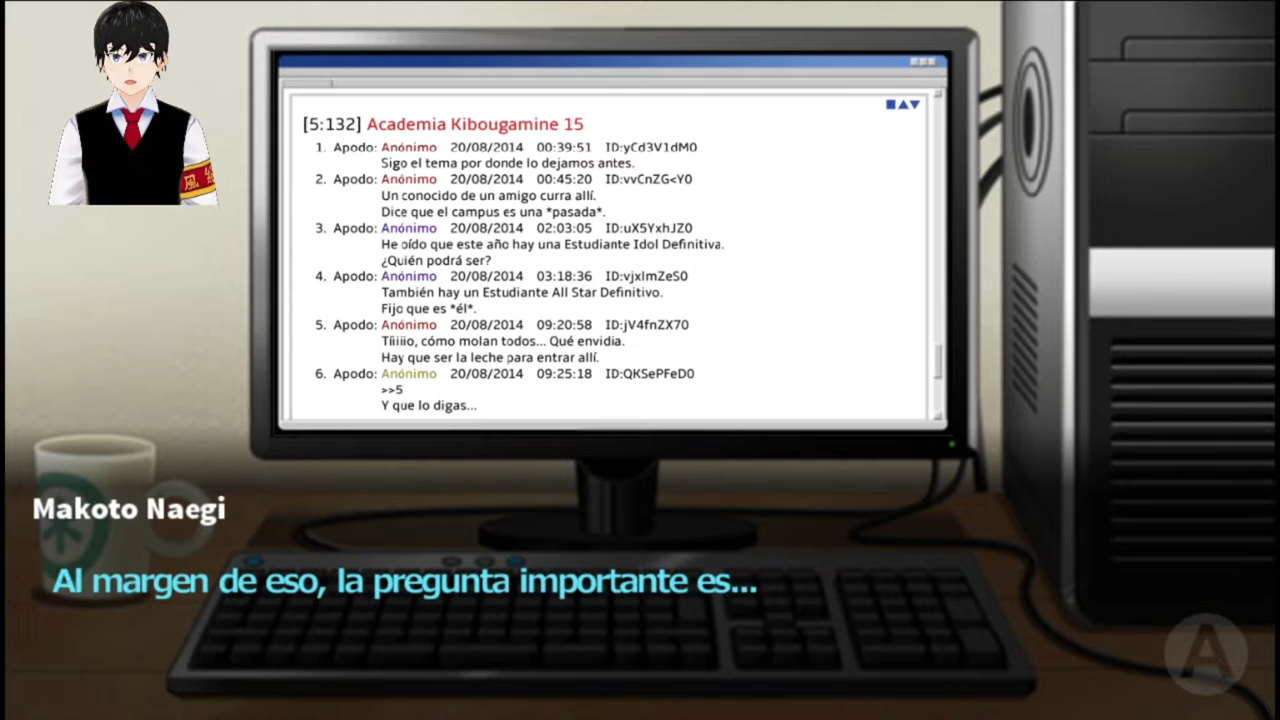 [5:132] Academia Kibougamine 15
1. Apodo: Anónimo 20/08/2014 00:39:51 ID:yCd3V1dM0
Sigo el tema por donde lo dejamos antes.
2. Apodo: Anónimo 20/08/2014 00:45:20 ID:vvCnZG<Y0
Un conocido de un amigo curra allí.
Dice que el campus es una *pasada*.
3. Apodo: Anónimo 20/08/2014 02:03:05 ID:uX5YxhJZ0
He oído que este año hay una Estudiante Idol Definitiva.
¿Quién podrá ser?
4. Apodo: Anónimo 20/08/2014 03:18:36 ID:vjxImZeS0
También hay un Estudiante All Star Definitivo.
Fijo que es *él*.
5. Apodo: Anónimo 20/08/2014 09:20:58 ID:jV4fnZX70
Tíiiiio, cómo molan todos... Qué envidia.
Hay que ser la leche para entrar allí.
6. Apodo: Anónimo 20/08/2014 09:25:18 ID:QKSePFeD0
>>5
Y que lo digas...
Makoto Naegi
Al margen de eso, la pregunta importante es...
A